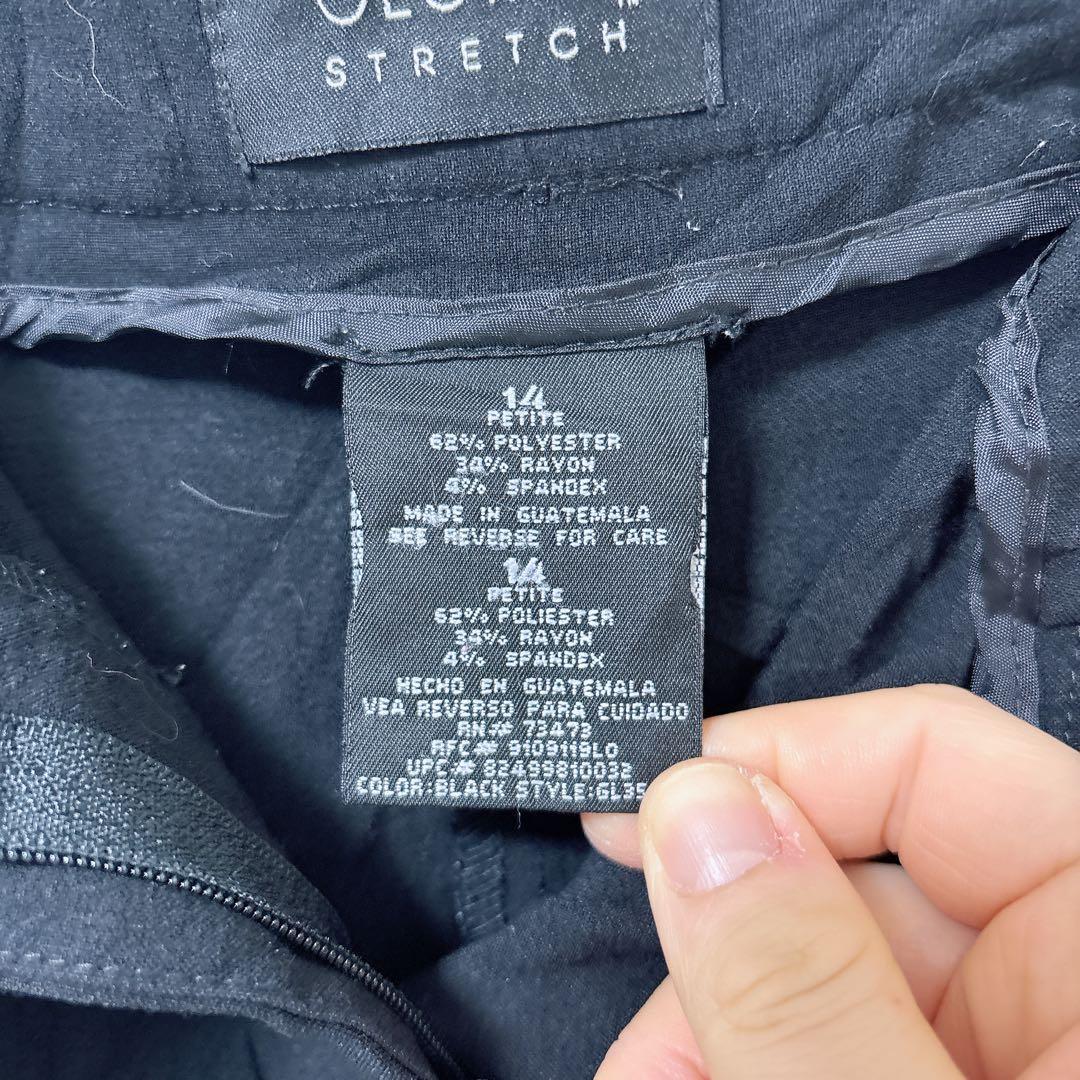 STRETCH
14
PETITE
62% POLYESTER
34% RAYON
4% SPANDEX
MADE IN GUATEMALA
SEE REVERSE FOR CARE
14
PETITE
62% POLIESTER
34% RAYON
4% SPANDEX
HECHO EN GUATEMALA
VEA REVERSO PARA CUIDADO
RN# 73473
RFC# 9109119L0
UPC# 82499810032
COLOR:BLACK STYLE:GL35